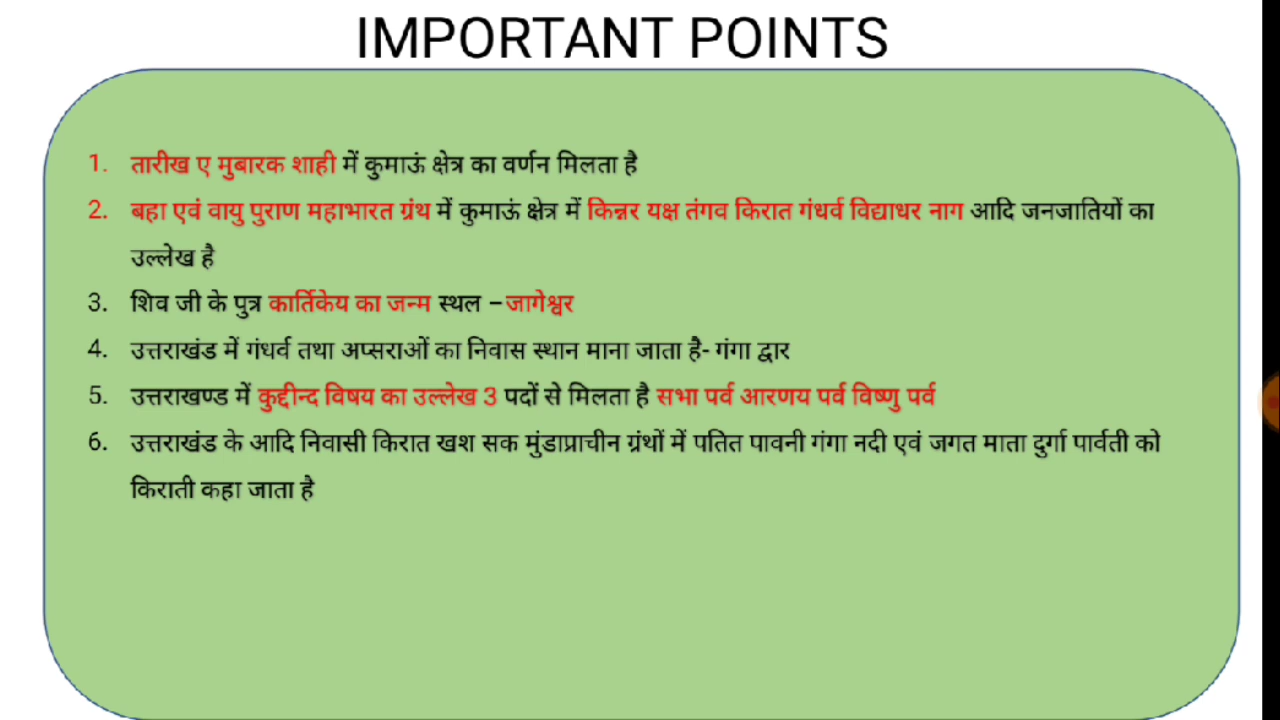 IMPORTANT POINTS
1. तारीख ए मुबारक शाही में कुमाऊं क्षेत्र का वर्णन मिलता है
2. बहा एवं वायु पुराण महाभारत ग्रंथ में कुमाऊं क्षेत्र में किन्नर यक्ष तंगव किरात गंधर्व विद्याधर नाग आदि जनजातियों का
उल्लेख है
3. शिव जी के पुत्र कार्तिकेय का जन्म स्थल – जागेश्वर
4. उत्तराखंड में गंधर्व तथा अप्सराओं का निवास स्थान माना जाता है- गंगा द्वार
5. उत्तराखण्ड में कुद्दीन्द विषय का उल्लेख 3 पदों से मिलता है सभा पर्व आरणय पर्व विष्णु पर्व
6. उत्तराखंड के आदि निवासी किरात खश सक मुंडाप्राचीन ग्रंथों में पतित पावनी गंगा नदी एवं जगत माता दुर्गा पार्वती को
किराती कहा जाता है